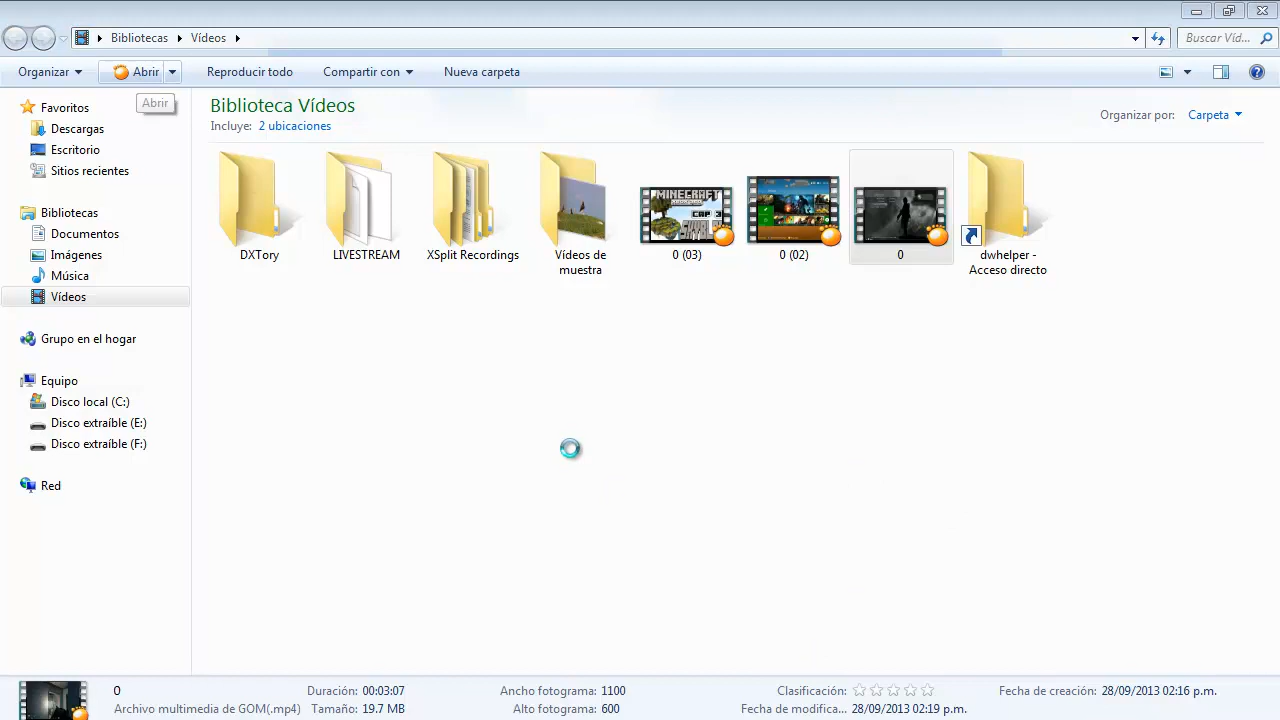 Bibliotecas Vídeos
Buscar Víd...
Organizar Abrir Reproducir todo Compartir con Nueva carpeta
Abrir
Favoritos
Descargas
Escritorio
Sitios recientes
Bibliotecas
Documentos
Imágenes
Música
Vídeos
Grupo en el hogar
Equipo
Disco local (C:)
Disco extraíble (E:)
Disco extraíble (F:)
Red
Biblioteca Vídeos
Incluye: 2 ubicaciones
Organizar por: Carpeta
MINECRAFT
CAP 3
DXTory
LIVESTREAM
XSplit Recordings
Vídeos de
muestra
0 (03)
0 (02)
0
dwhelper -
Acceso directo
0 Duración: 00:03:07 Ancho fotograma: 1100 Clasificación: Fecha de creación: 28/09/2013 02:16 p.m.
Archivo multimedia de GOM(.mp4) Tamaño: 19.7 MB Alto fotograma: 600 Fecha de modifica... 28/09/2013 02:19 p.m.